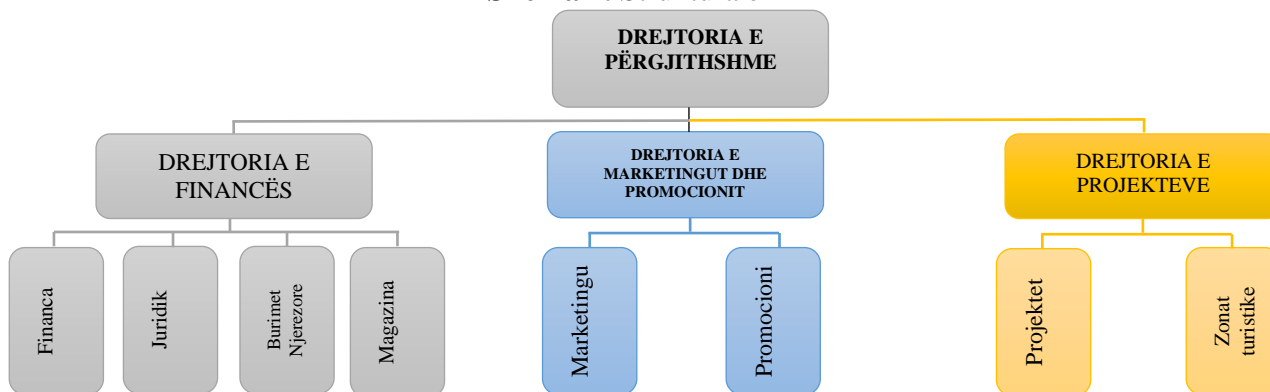 DREJTORIA E
PËRGJITHSHME
DREJTORIA E
FINANCËS
DREJTORIA E
MARKETINGUT DHE
PROMOCIONIT
DREJTORIA E
PROJEKTEVE
Financa
Juridik
Burimet
Njerezore
Magazina
Marketingu
Promocioni
Projektet
Zonat
turistike